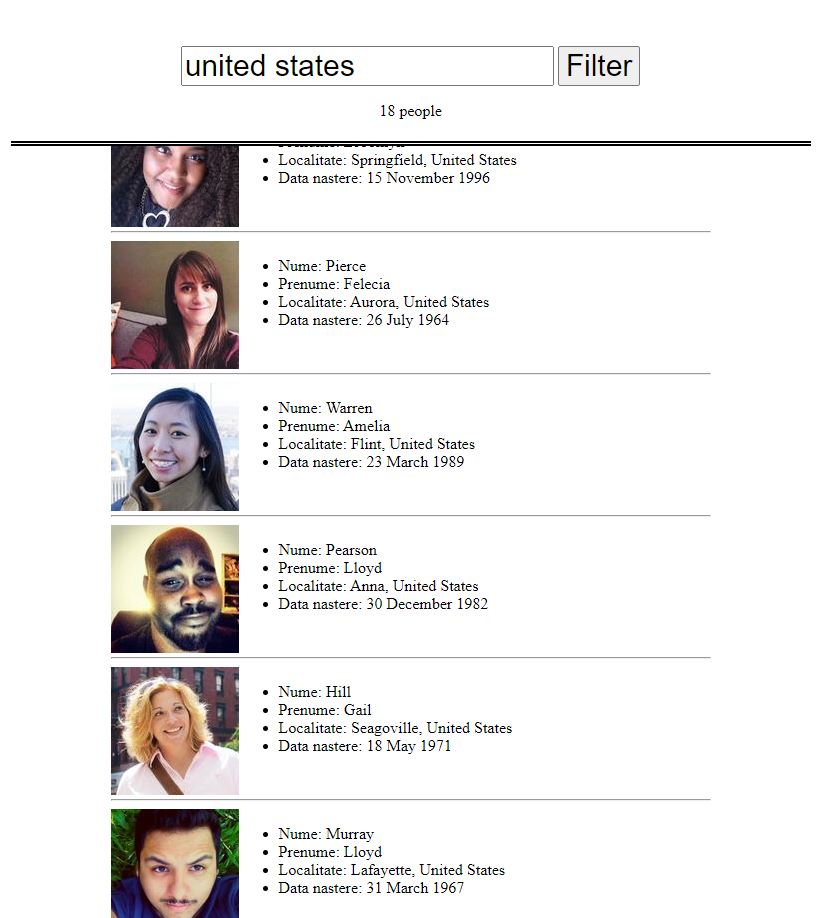 united states
Filter
18 people
Localitate: Springfield, United States
Data nastere: 15 November 1996
Nume: Pierce
Prenume: Felecia
Localitate: Aurora, United States
Data nastere: 26 July 1964
Nume: Warren
Prenume: Amelia
Localitate: Flint, United States
Data nastere: 23 March 1989
Nume: Pearson
Prenume: Lloyd
Localitate: Anna, United States
Data nastere: 30 December 1982
Nume: Hill
Prenume: Gail
Localitate: Seagoville, United States
Data nastere: 18 May 1971
Nume: Murray
Prenume: Lloyd
Localitate: Lafayette, United States
Data nastere: 31 March 1967